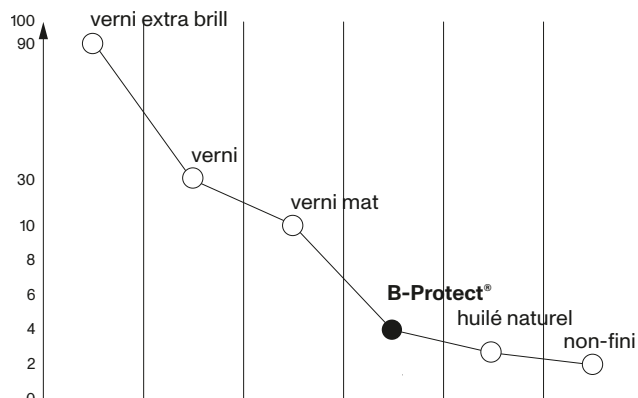 100
verni extra brill
90
verni
30
verni mat
10
8
B-Protect®
6
huilé naturel
4
non-fini
2
0